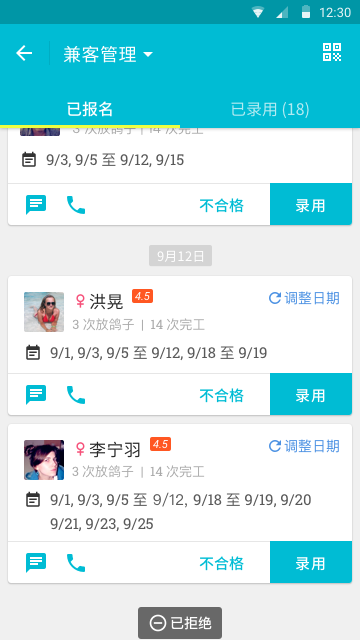 12:30
兼客管理
已报名
已录用 (18)
3 次放鸽子 | 14 次完工
9/3, 9/5 至 9/12, 9/15
不合格
录用
9月12日
洪晃 4.5 调整日期
3 次放鸽子 | 14 次完工
9/1, 9/3, 9/5 至 9/12, 9/18 至 9/19
不合格
录用
李宁羽 4.5 调整日期
3 次放鸽子 | 14 次完工
9/1, 9/3, 9/5 至 9/12, 9/18 至 9/19, 9/20
9/21, 9/23, 9/25
不合格
录用
已拒绝